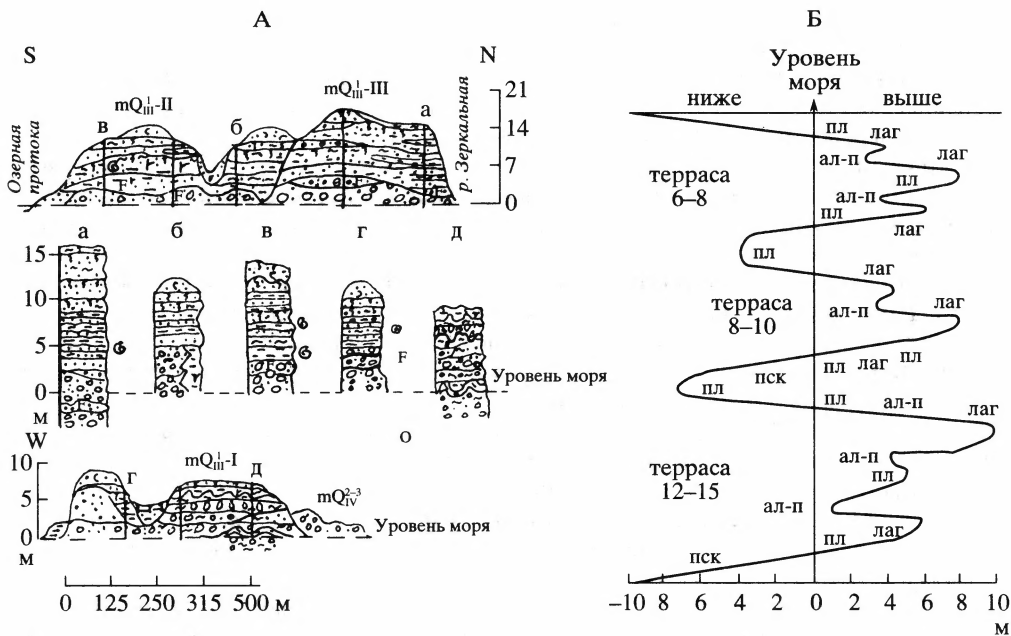 А
Б
S
N
mQ¹III-II
mQ¹III-III
21
14
7
0
Озерная
протока
р. Зеркальная
в
б
а
F
F
F
а
б
в
г
д
15
10
5
0
м
F
F
Уровень моря
W
О
10
5
0
м
г
mQ¹III-I
д
mQ²⁻³IV
Уровень моря
0 125 250 315 500 м
Уровень
моря
ниже
выше
пл
лаг
ал-п
лаг
терраса
6–8
пл
ал-п
пл
лаг
пл
лаг
терраса
8–10
ал-п
лаг
пл
пл
лаг
пск
пл
пл
ал-п
лаг
ал-п
терраса
12–15
пл
ал-п
пл
лаг
пск
–10 8 6 4 2 0 2 4 6 8 10
м